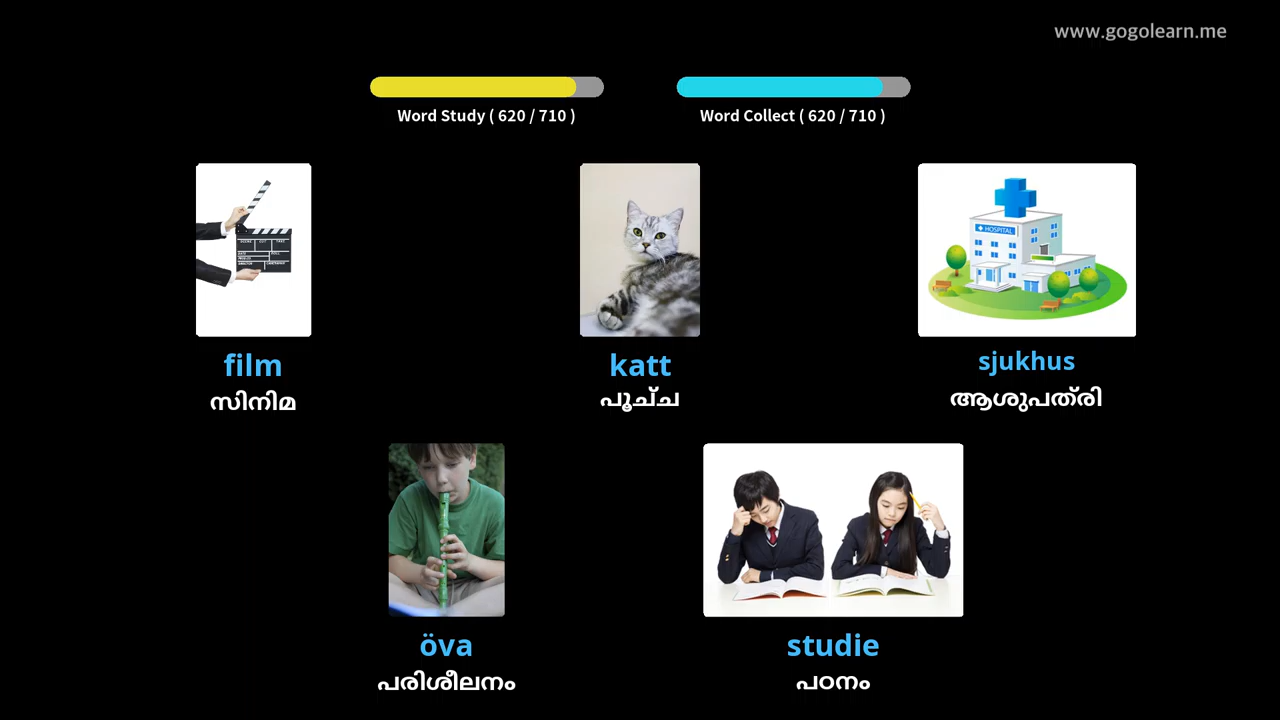 www.gogolearn.me
Word Study ( 620 / 710 )
Word Collect ( 620 / 710 )
HOSPITAL
film
സിനിമ
katt
പൂച്ച
sjukhus
ആശുപത്രി
öva
പരിശീലനം
studie
പഠനം